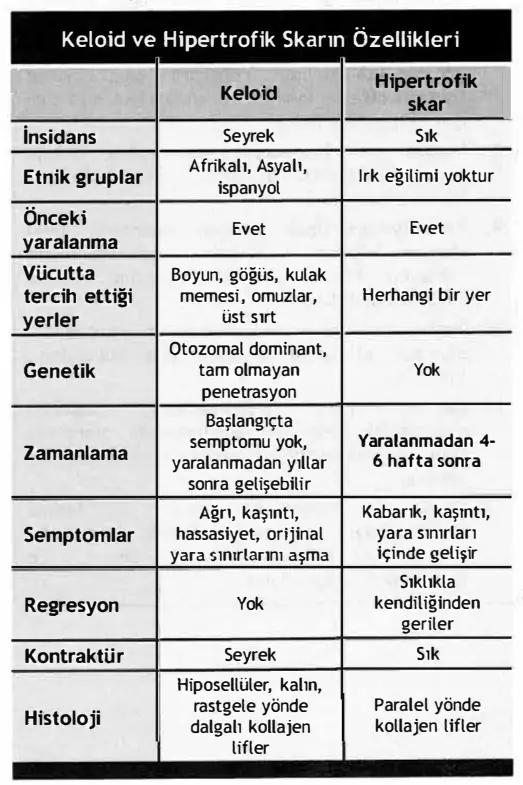 Keloid ve Hipertrofik Skarın Özellikleri
Keloid
Hipertrofik
skar
İnsidans
Seyrek
Sık
Etnik gruplar
Afrikalı, Asyalı,
ispanyol
Irk eğilimi yoktur
Önceki
yaralanma
Evet
Evet
Vücutta
tercih ettiği
yerler
Boyun, göğüs, kulak
memesi, omuzlar,
üst sırt
Herhangi bir yer
Genetik
Otozomal dominant,
tam olmayan
penetrasyon
Yok
Zamanlama
Başlangıçta
semptomu yok,
yaralanmadan yıllar
sonra gelişebilir
Yaralanmadan 4-
6 hafta sonra
Semptomlar
Ağrı, kaşıntı,
hassasiyet, orijinal
yara sınırlarını aşma
Kabarık, kaşıntı,
yara sınırları
içinde gelişir
Regresyon
Yok
Sıklıkla
kendiliğinden
geriler
Kontraktür
Seyrek
Sık
Histoloji
Hiposellüler, kalın,
rastgele yönde
dalgalı kollajen
lifler
Paralel yönde
kollajen lifler